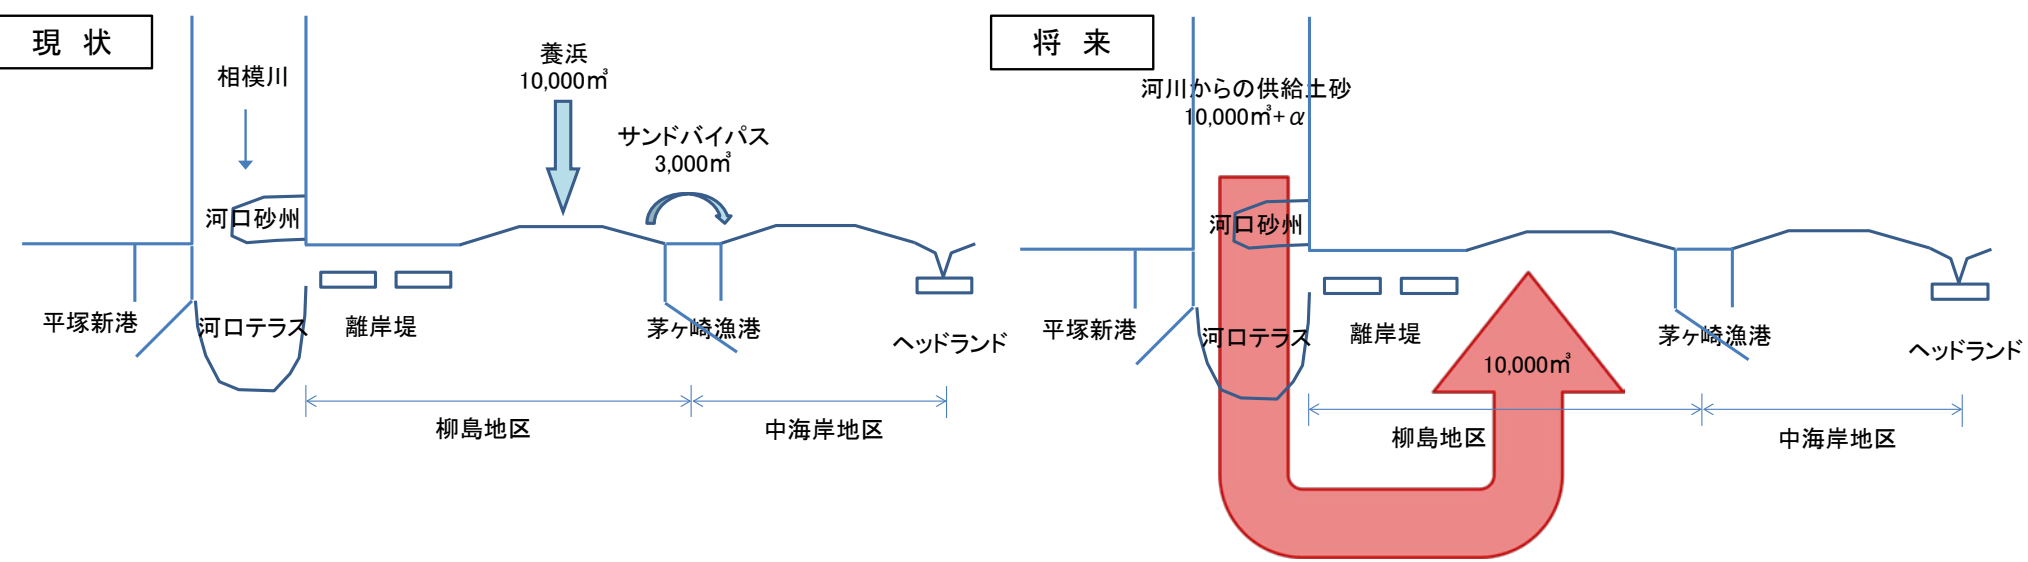 現 状
相模川
養浜
10,000㎥
サンドバイパス
3,000㎥
河口砂州
平塚新港
河口テラス
離岸堤
茅ヶ崎漁港
ヘッドランド
柳島地区
中海岸地区
将 来
河川からの供給土砂
10,000㎥+α
河口砂州
平塚新港
河口テラス
離岸堤
10,000㎥
茅ヶ崎漁港
ヘッドランド
柳島地区
中海岸地区